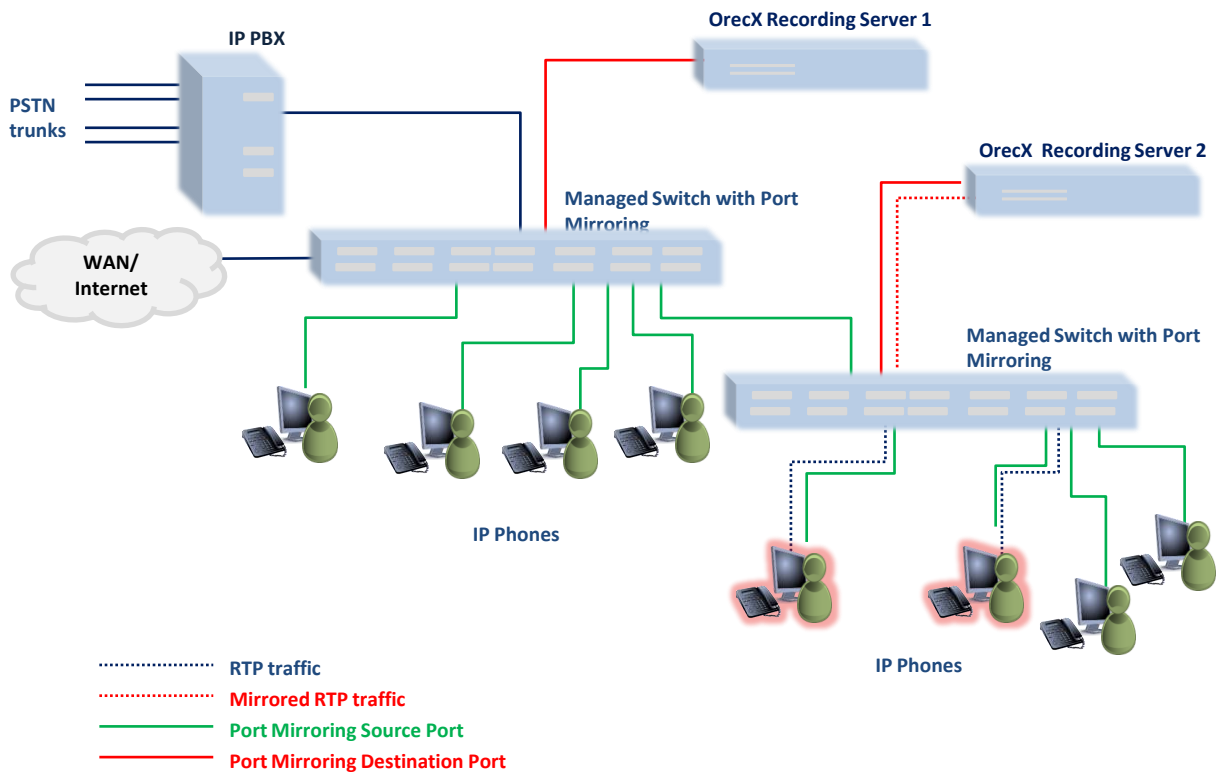 OrecX Recording Server 1
IP PBX
PSTN
trunks
OrecX Recording Server 2
Managed Switch with Port
Mirroring
WAN/
Internet
Managed Switch with Port
Mirroring
IP Phones
IP Phones
RTP traffic
Mirrored RTP traffic
Port Mirroring Source Port
Port Mirroring Destination Port